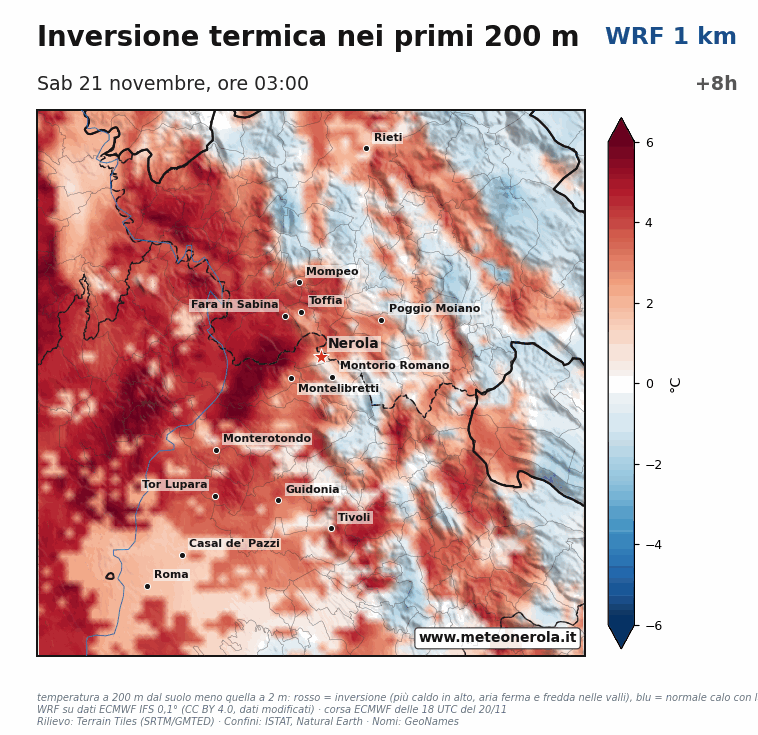 Inversione termica nei primi 200 m WRF 1 km
Sab 21 novembre, ore 03:00 +8h
Rieti
Mompeo
Fara in Sabina
Toffia
Poggio Moiano
Nerola
Montorio Romano
Montelibretti
Monterotondo
Tor Lupara
Guidonia
Tivoli
Casal de' Pazzi
Roma
www.meteonerola.it
6
4
2
0
−2
−4
−6
°C
temperatura a 200 m dal suolo meno quella a 2 m: rosso = inversione (più caldo in alto, aria ferma e fredda nelle valli), blu = normale calo con
WRF su dati ECMWF IFS 0,1° (CC BY 4.0, dati modificati) · corsa ECMWF delle 18 UTC del 20/11
Rilievo: Terrain Tiles (SRTM/GMTED) · Confini: ISTAT, Natural Earth · Nomi: GeoNames